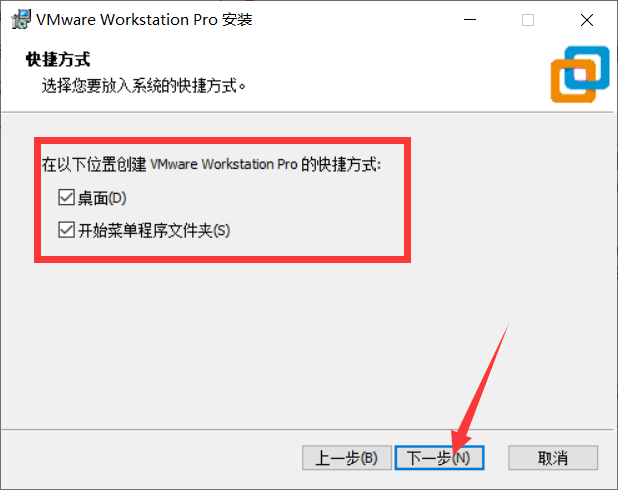 VMware Workstation Pro 安装
快捷方式
选择您要放入系统的快捷方式。
在以下位置创建 VMware Workstation Pro 的快捷方式:
桌面(D)
开始菜单程序文件夹(S)
上一步(B) 下一步(N) 取消